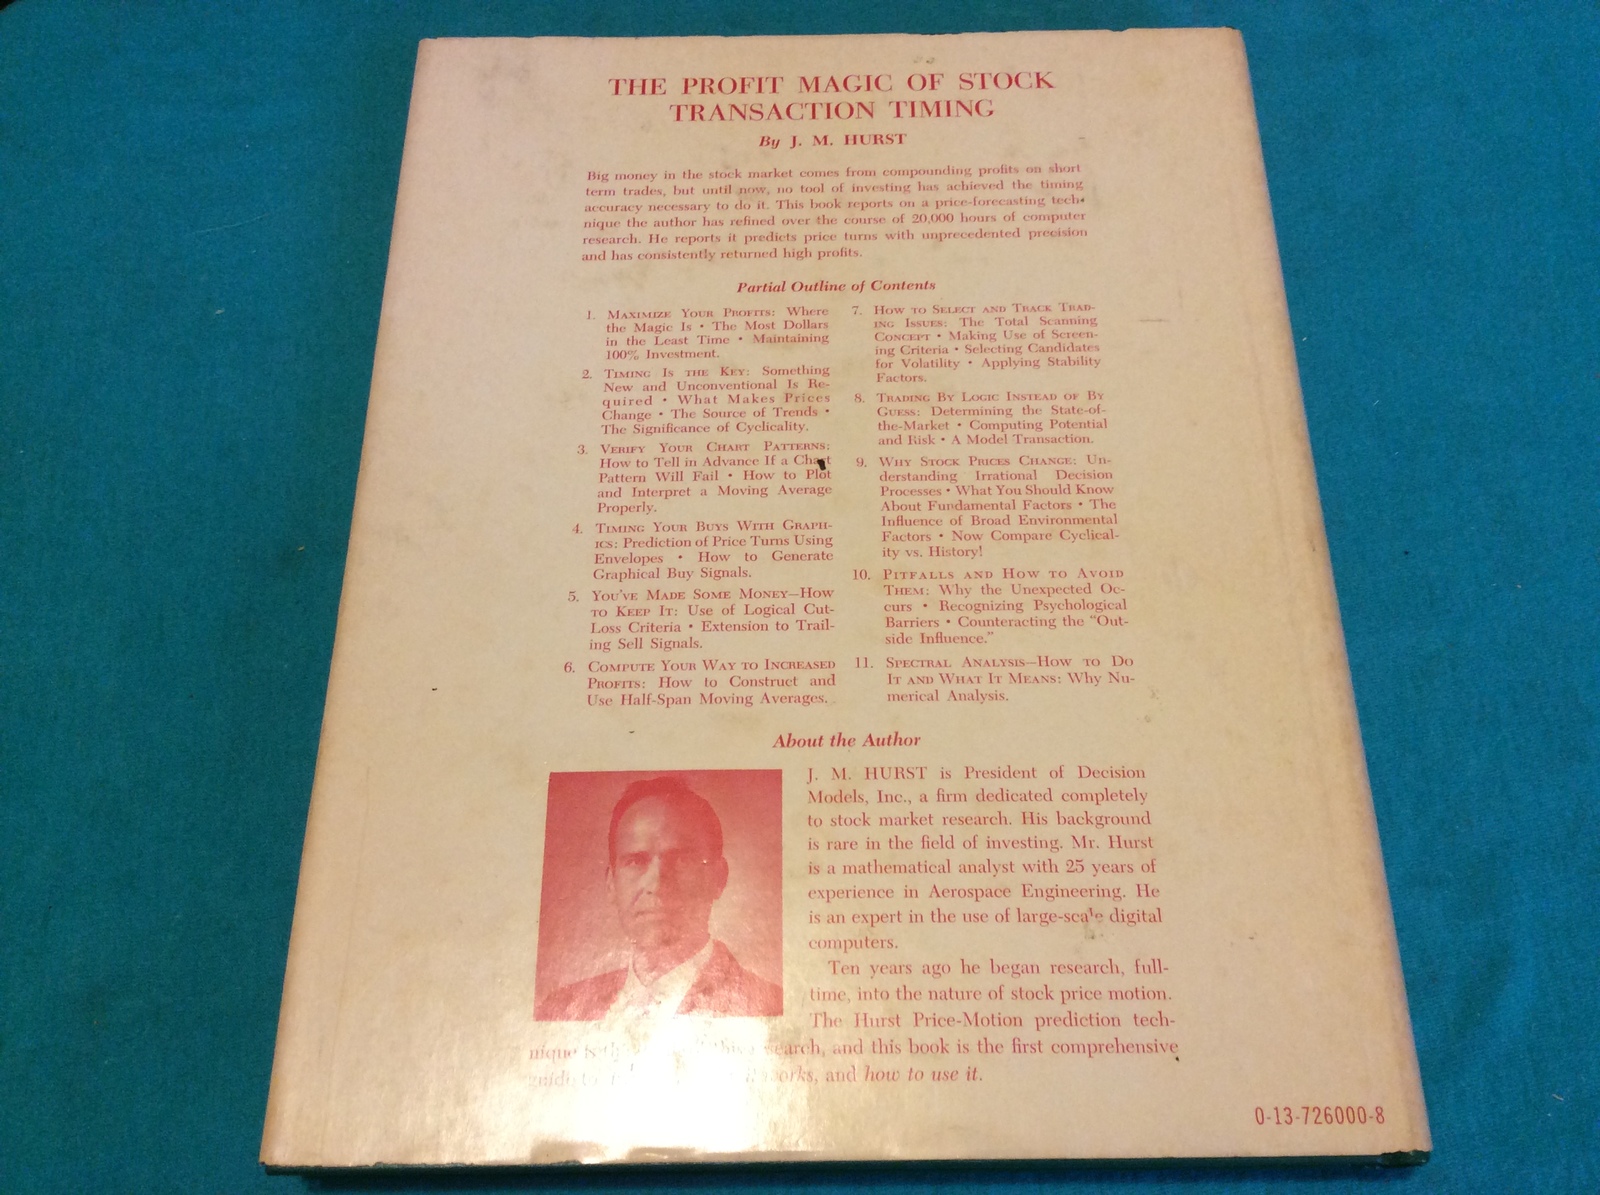 THE PROFIT MAGIC OF STOCK
TRANSACTION TIMING
By J. M. HURST
Big money in the stock market comes from compounding profits on short
term trades, but until now, no tool of investing has achieved the timing
accuracy necessary to do it. This book reports on a price-forecasting tech-
nique the author has refined over the course of 20,000 hours of computer
research. He reports it predicts price turns with unprecedented precision
and has consistently returned high profits.
Partial Outline of Contents
1. MAXIMIZE YOUR PROFITS: Where
the Magic Is • The Most Dollars
in the Least Time • Maintaining
100% Investment.
2. TIMING IS THE KEY: Something
New and Unconventional Is Re-
quired • What Makes Prices
Change • The Source of Trends •
The Significance of Cyclicality.
3. VERIFY YOUR CHART PATTERNS:
How to Tell in Advance If a Chart
Pattern Will Fail • How to Plot
and Interpret a Moving Average
Properly.
4. TIMING YOUR BUYS WITH GRAPH-
ICS: Prediction of Price Turns Using
Envelopes • How to Generate
Graphical Buy Signals.
5. YOU'VE MADE SOME MONEY—HOW
TO KEEP IT: Use of Logical Cut-
Loss Criteria • Extension to Trail-
ing Sell Signals.
6. COMPUTE YOUR WAY TO INCREASED
PROFITS: How to Construct and
Use Half-Span Moving Averages.
7. HOW TO SELECT AND TRACK TRAD-
ING ISSUES: The Total Scanning
CONCEPT • Making Use of Screen-
ing Criteria • Selecting Candidates
for Volatility • Applying Stability
Factors.
8. TRADING BY LOGIC INSTEAD OF BY
GUESS: Determining the State-of-
the-Market • Computing Potential
and Risk • A Model Transaction.
9. WHY STOCK PRICES CHANGE: Un-
derstanding Irrational Decision
Processes • What You Should Know
About Fundamental Factors • The
Influence of Broad Environmental
Factors • Now Compare Cyclical-
ity vs. History!
10. PITFALLS AND HOW TO AVOID
THEM: Why the Unexpected Oc-
curs • Recognizing Psychological
Barriers • Counteracting the "Out-
side Influence."
11. SPECTRAL ANALYSIS—HOW TO DO
IT AND WHAT IT MEANS: Why Nu-
merical Analysis.
About the Author
J. M. HURST is President of Decision
Models, Inc., a firm dedicated completely
to stock market research. His background
is rare in the field of investing. Mr. Hurst
is a mathematical analyst with 25 years of
experience in Aerospace Engineering. He
is an expert in the use of large-scale digital
computers.
Ten years ago he began research, full-
time, into the nature of stock price motion.
The Hurst Price-Motion prediction tech-
nique is this research, and this book is the first comprehensive
guide to works, and how to use it.
0-13-726000-8